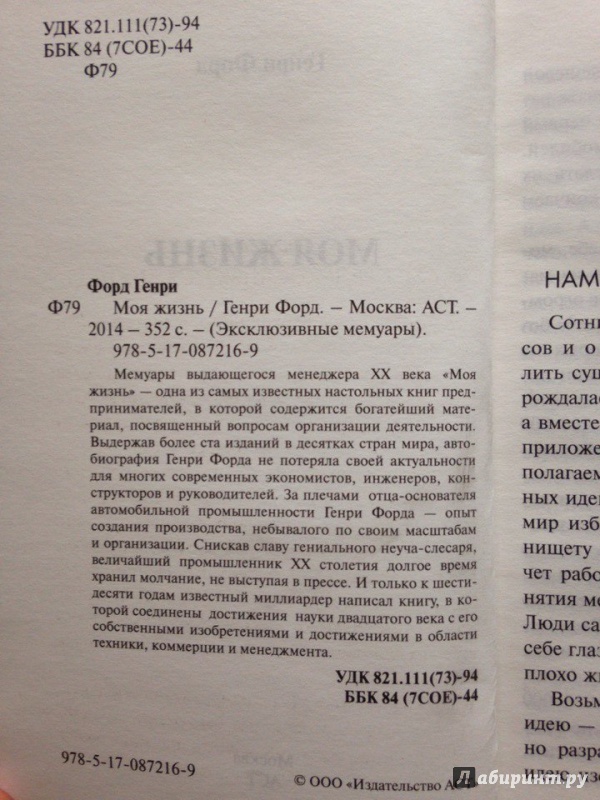 УДК 821.111(73)-94
ББК 84 (7СОЕ)-44
Ф79
Форд Генри
Ф79 Моя жизнь / Генри Форд. – Москва: АСТ. –
2014 – 352 с. – (Эксклюзивные мемуары).
978-5-17-087216-9
Мемуары выдающегося менеджера XX века «Моя
жизнь» — одна из самых известных настольных книг пред-
принимателей, в которой содержится богатейший мате-
риал, посвященный вопросам организации деятельности.
Выдержав более ста изданий в десятках стран мира, авто-
биография Генри Форда не потеряла своей актуальности
для многих современных экономистов, инженеров, кон-
структоров и руководителей. За плечами отца-основателя
автомобильной промышленности Генри Форда — опыт
создания производства, небывалого по своим масштабам
и организации. Снискав славу гениального неуча-слесаря,
величайший промышленник XX столетия долгое время
хранил молчание, не выступая в прессе. И только к шести-
десяти годам известный миллиардер написал книгу, в ко-
торой соединены достижения науки двадцатого века с его
собственными изобретениями и достижениями в области
техники, коммерции и менеджмента.
УДК 821.111(73)-94
ББК 84 (7СОЕ)-44
978-5-17-087216-9
© ООО «Издательство АСТ»
НАМ
Сотни
сов и о
лить сущ
рождалас
а вместе
приложе
полагаем
ных идей
мир изб
нищету
чет рабо
нятия ме
Люди са
себе глаз
плохо жи
Возьм
идею —
но разра
Лабиринт.ру